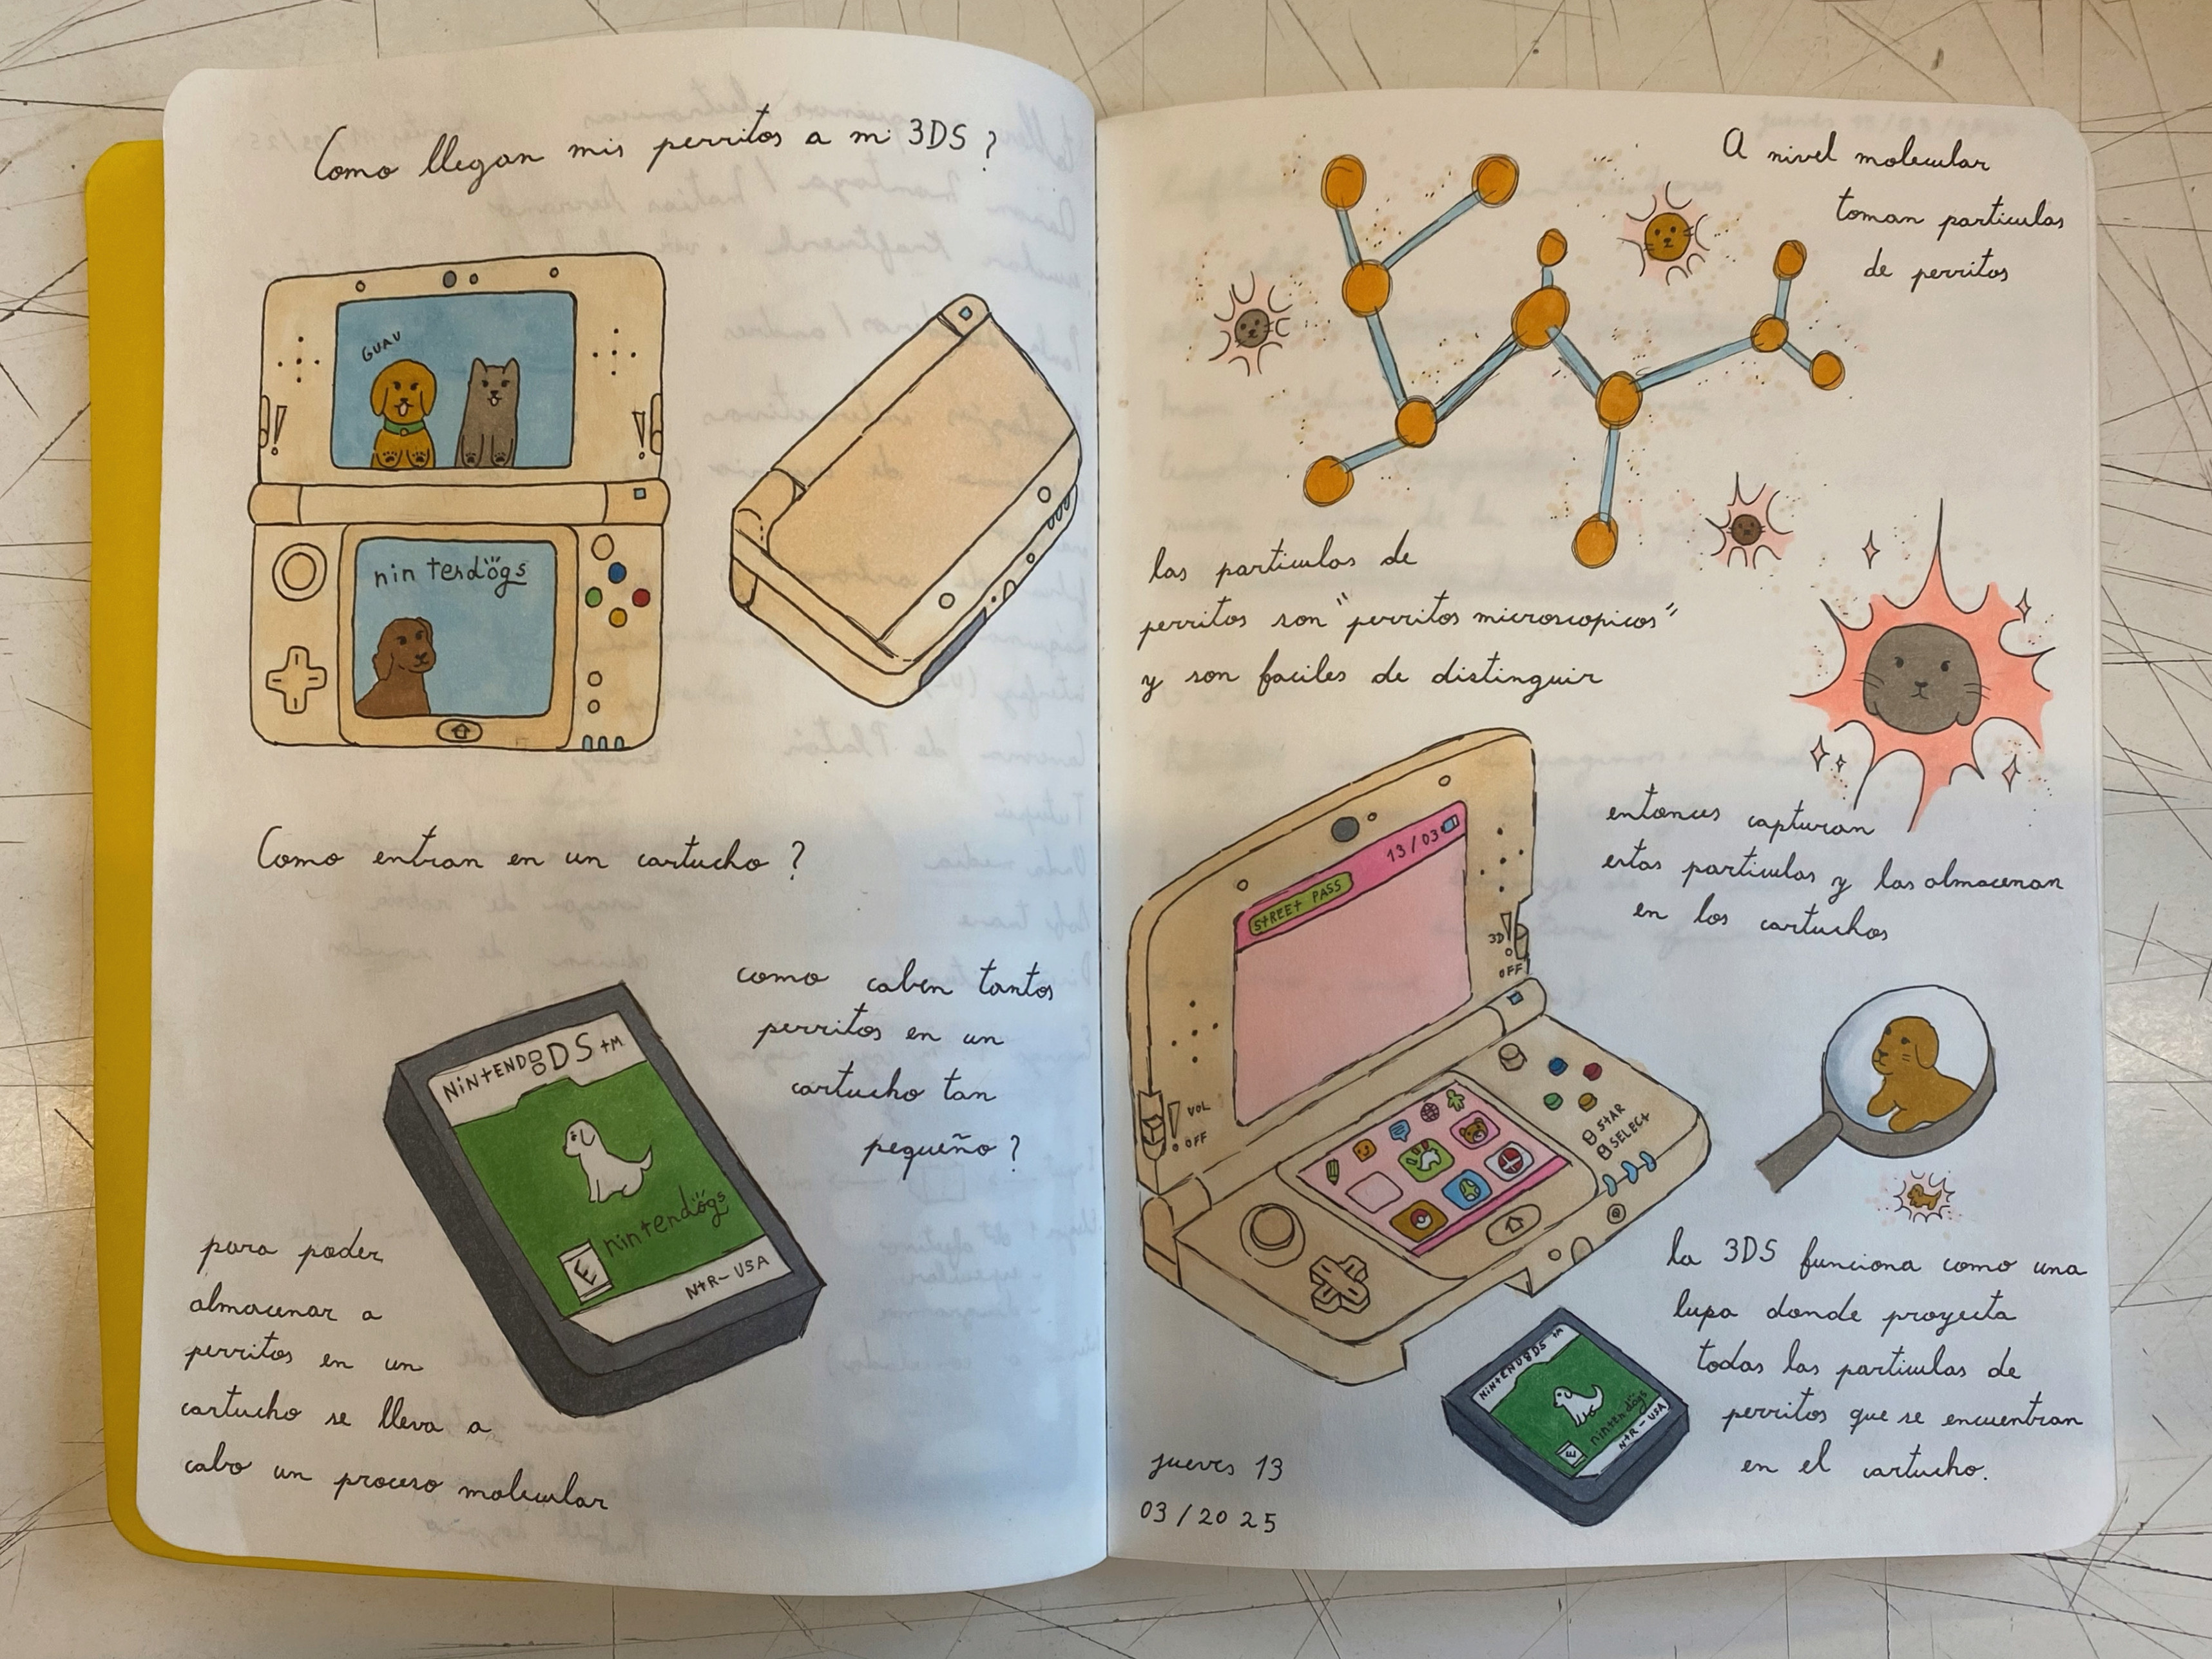 Como llegan mis perritos a mi 3DS ?
GUAU
nintendogs
Como entran en un cartucho ?
como caben tantos
perritos en un
cartucho tan
pequeño ?
NiNTENDO DS TM
nintendogs
E
NTR-USA
para poder
almacenar a
perritos en un
cartucho se lleva a
cabo un proceso molecular
A nivel molecular
toman particulas
de perritos
las particulas de
perritos son "perritos microscopicos"
y son faciles de distinguir
entonces capturan
estas particulas y las almacenan
en los cartuchos
STREET PASS
13/03
3D
OFF
VOL
OFF
STAR
SELECT
la 3DS funciona como una
lupa donde proyecta
todas las particulas de
perritos que se encuentran
en el cartucho.
NiNTENDO DS TM
nintendogs
E
NTR-USA
jueves 13
03/2025